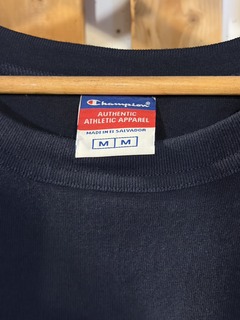 Champion
AUTHENTIC
ATHLETIC APPAREL
MADE IN EL SALVADOR
M M